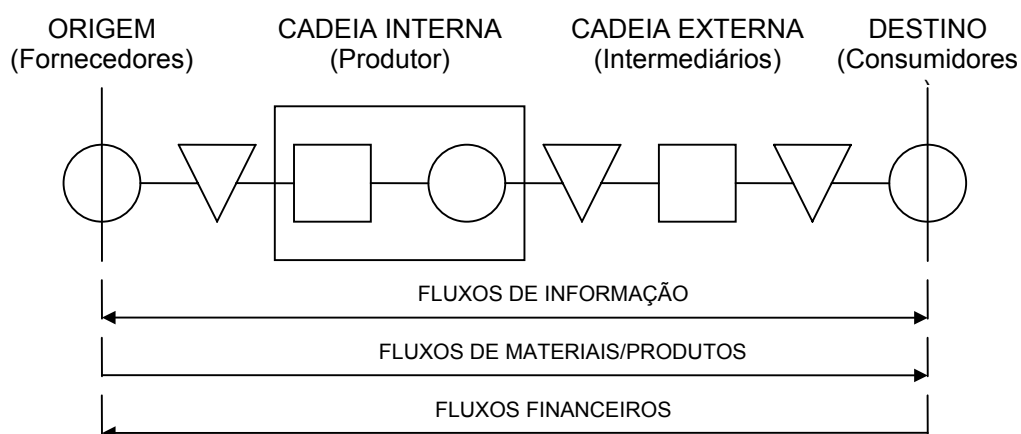 ORIGEM
(Fornecedores)
CADEIA INTERNA
(Produtor)
CADEIA EXTERNA
(Intermediários)
DESTINO
(Consumidores
FLUXOS DE INFORMAÇÃO
FLUXOS DE MATERIAIS/PRODUTOS
FLUXOS FINANCEIROS